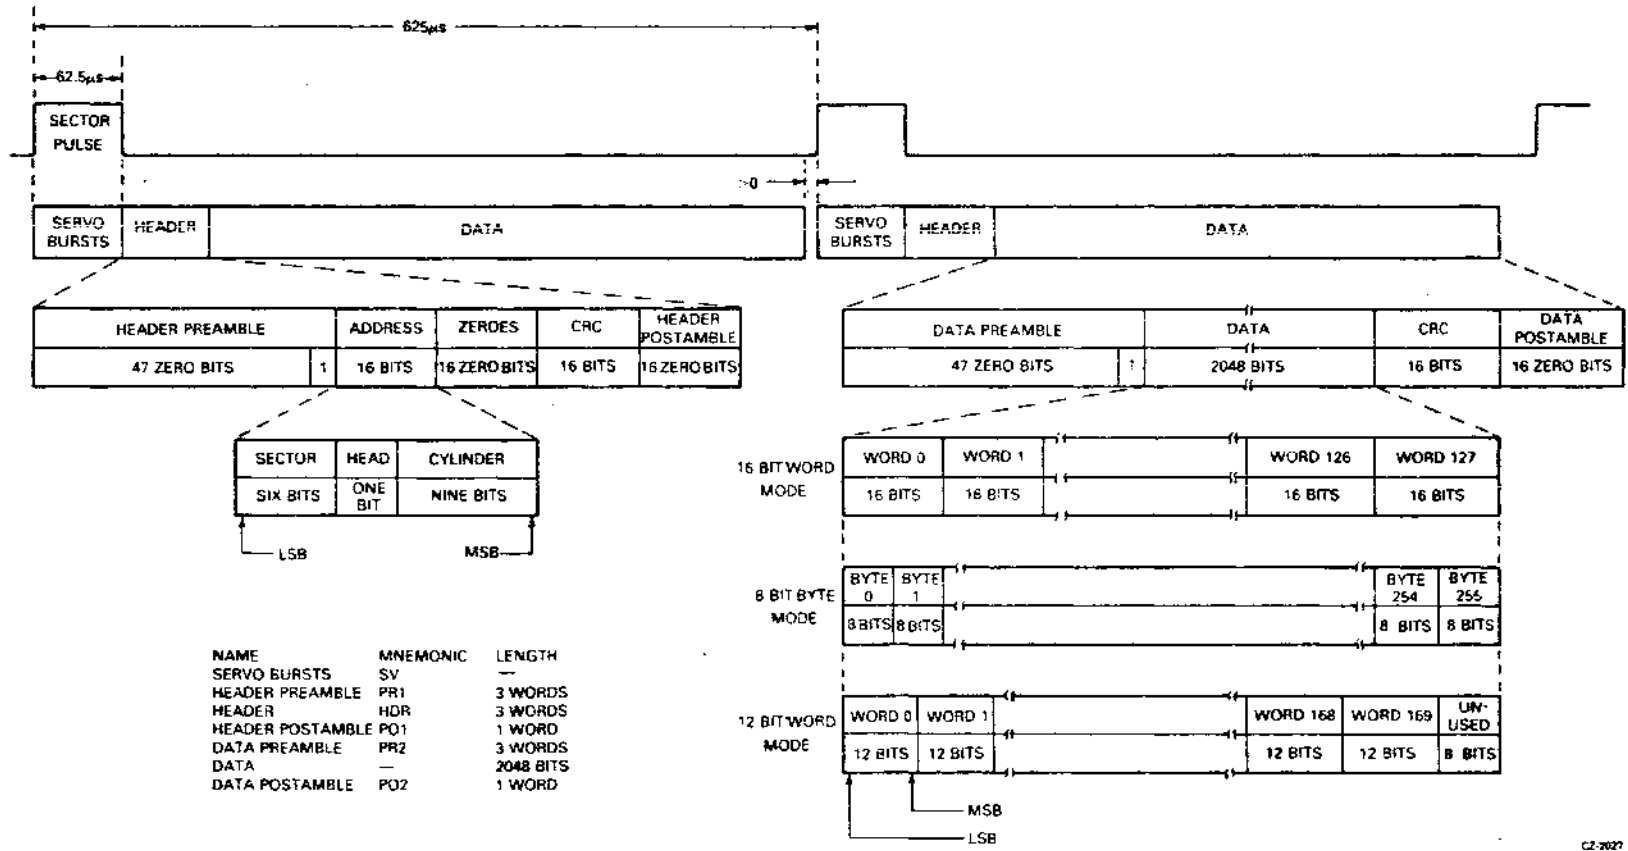 625µs
62.5µs
SECTOR
PULSE
>0
SERVO
BURSTS
HEADER
DATA
SERVO
BURSTS
HEADER
DATA
HEADER PREAMBLE
ADDRESS
ZEROES
CRC
HEADER
POSTAMBLE
47 ZERO BITS
1
16 BITS
16 ZERO BITS
16 BITS
16 ZERO BITS
DATA PREAMBLE
DATA
CRC
DATA
POSTAMBLE
47 ZERO BITS
1
2048 BITS
16 BITS
16 ZERO BITS
SECTOR
HEAD
CYLINDER
SIX BITS
ONE
BIT
NINE BITS
LSB
MSB
16 BIT WORD
MODE
WORD 0
WORD 1
WORD 126
WORD 127
16 BITS
16 BITS
16 BITS
16 BITS
8 BIT BYTE
MODE
BYTE
0
BYTE
1
BYTE
254
BYTE
255
8 BITS
8 BITS
8 BITS
8 BITS
12 BIT WORD
MODE
WORD 0
WORD 1
WORD 168
WORD 169
UN-
USED
12 BITS
12 BITS
12 BITS
12 BITS
8 BITS
MSB
LSB
NAME MNEMONIC LENGTH
SERVO BURSTS SV —
HEADER PREAMBLE PR1 3 WORDS
HEADER HDR 3 WORDS
HEADER POSTAMBLE PO1 1 WORD
DATA PREAMBLE PR2 3 WORDS
DATA — 2048 BITS
DATA POSTAMBLE PO2 1 WORD
CZ-2027